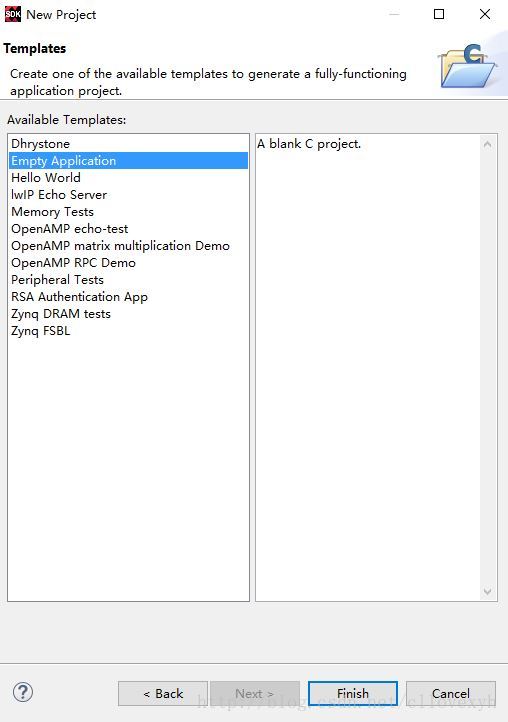 SDK New Project
Templates
Create one of the available templates to generate a fully-functioning
application project.
C
Available Templates:
Dhrystone
Empty Application
Hello World
lwIP Echo Server
Memory Tests
OpenAMP echo-test
OpenAMP matrix multiplication Demo
OpenAMP RPC Demo
Peripheral Tests
RSA Authentication App
Zynq DRAM tests
Zynq FSBL
A blank C project.
? < Back Next > Finish Cancel
http://blog.csdn.net/cllovexyh